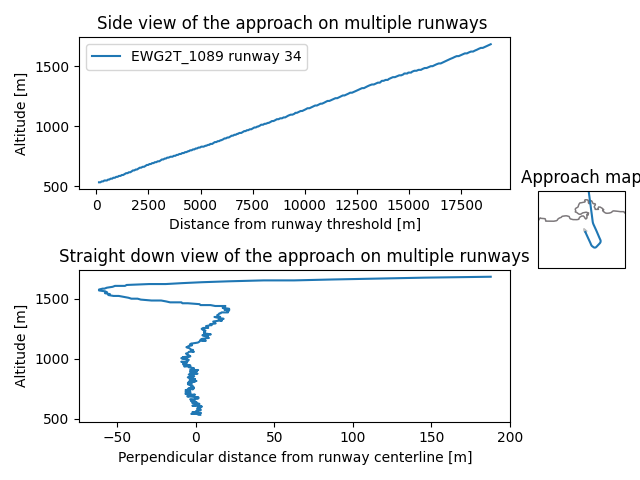 Side view of the approach on multiple runways
EWG2T_1089 runway 34
Altitude [m]
1500
1000
500
0 2500 5000 7500 10000 12500 15000 17500
Distance from runway threshold [m]
Approach map
Straight down view of the approach on multiple runways
Altitude [m]
1500
1000
500
−50 0 50 100 150 200
Perpendicular distance from runway centerline [m]